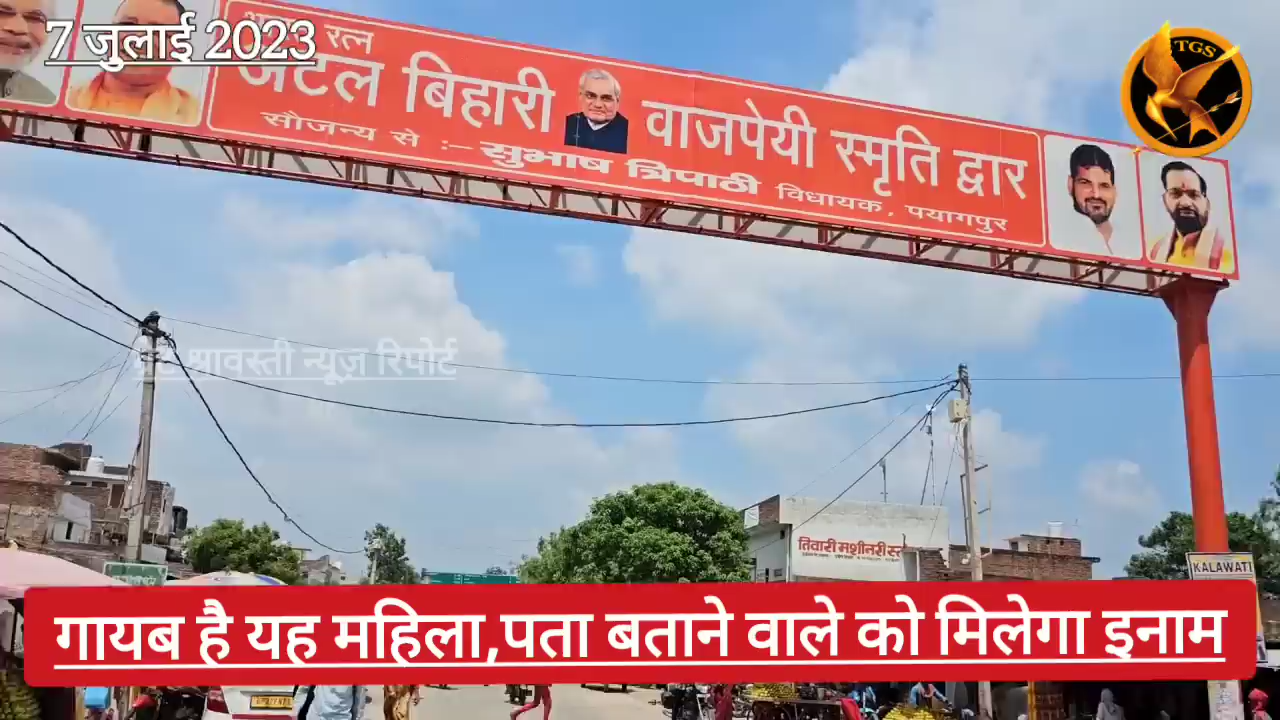 7 जुलाई 2023
TGS
रत्न
अटल बिहारी वाजपेयी स्मृति द्वार
सौजन्य से :– सुभाष त्रिपाठी विधायक, पयागपुर
श्रावस्ती न्यूज़ रिपोर्ट
तिवारी मशीनरी
KALAWATI
गायब है यह महिला,पता बताने वाले को मिलेगा इनाम